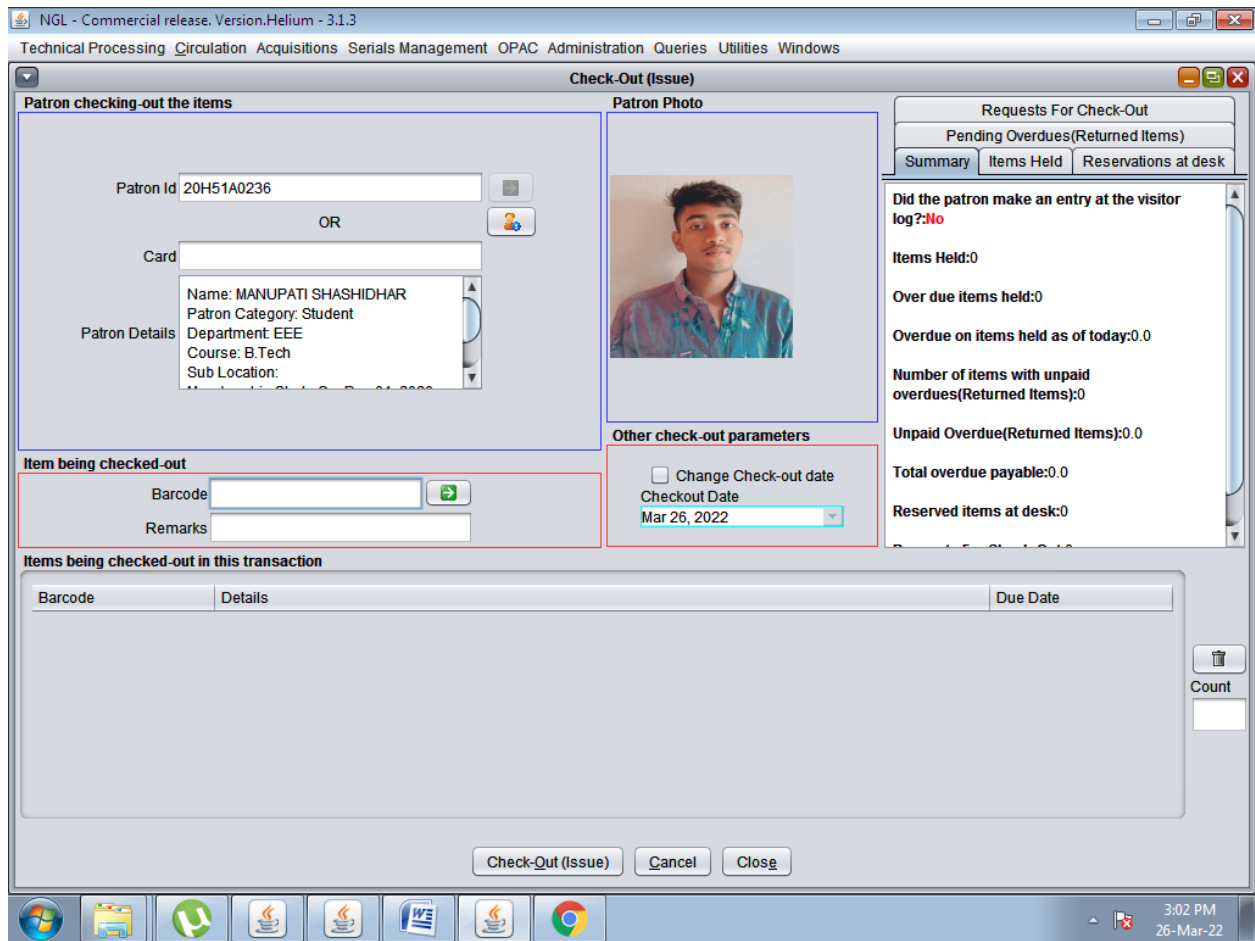 NGL - Commercial release. Version.Helium - 3.1.3
Technical Processing Circulation Acquisitions Serials Management OPAC Administration Queries Utilities Windows
Check-Out (Issue)
Patron checking-out the items
Patron Id 20H51A0236
OR
Card
Patron Details
Name: MANUPATI SHASHIDHAR
Patron Category: Student
Department: EEE
Course: B.Tech
Sub Location:
Patron Photo
Requests For Check-Out
Pending Overdues(Returned Items)
Summary Items Held Reservations at desk
Did the patron make an entry at the visitor
log?:No
Items Held:0
Over due items held:0
Overdue on items held as of today:0.0
Number of items with unpaid
overdues(Returned Items):0
Unpaid Overdue(Returned Items):0.0
Total overdue payable:0.0
Reserved items at desk:0
Item being checked-out
Barcode
Remarks
Other check-out parameters
Change Check-out date
Checkout Date
Mar 26, 2022
Items being checked-out in this transaction
Barcode Details Due Date
Count
Check-Out (Issue) Cancel Close
3:02 PM
26-Mar-22